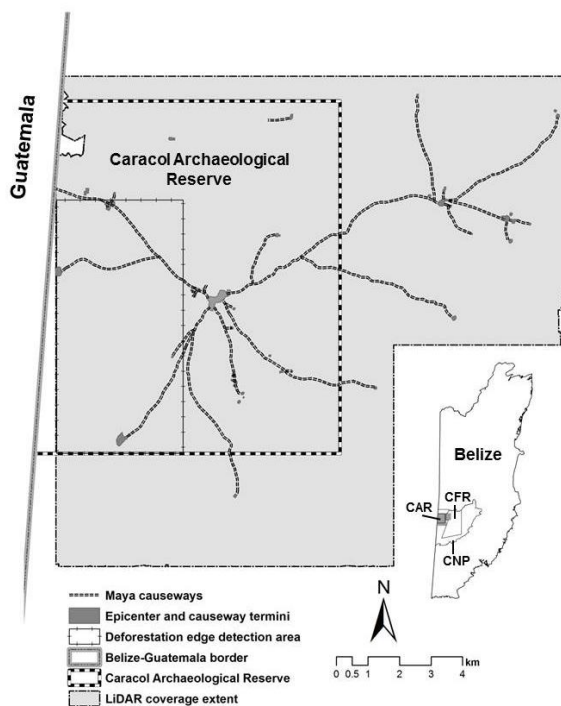 Guatemala
Caracol Archaeological
Reserve
Belize
CFR
CAR
CNP
Maya causeways
Epicenter and causeway termini
Deforestation edge detection area
Belize-Guatemala border
Caracol Archaeological Reserve
LiDAR coverage extent
N
km
0 0.5 1 2 3 4